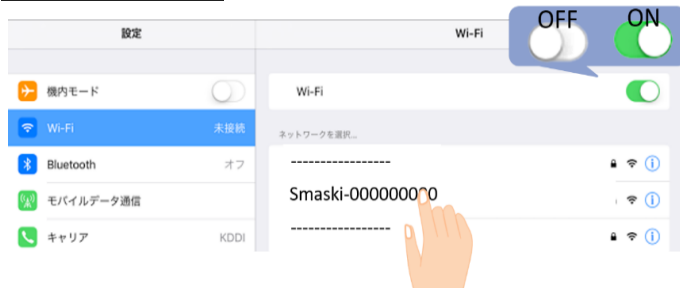 OFF ON
設定 Wi-Fi
機内モード
Wi-Fi
Wi-Fi 未接続
ネットワークを選択...
Bluetooth オフ
-----------------
モバイルデータ通信
Smaski-000000000
キャリア KDDI
-----------------